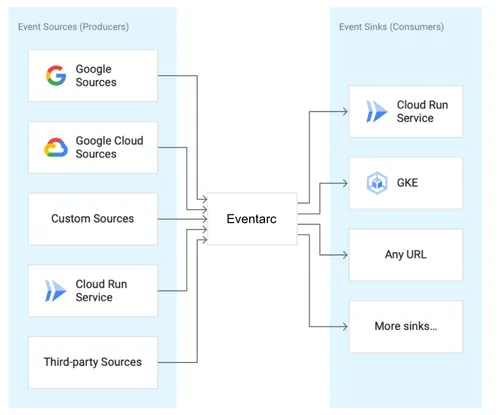 Event Sources (Producers)
Google
Sources
Google Cloud
Sources
Custom Sources
Cloud Run
Service
Third-party Sources
Eventarc
Event Sinks (Consumers)
Cloud Run
Service
GKE
Any URL
More sinks...